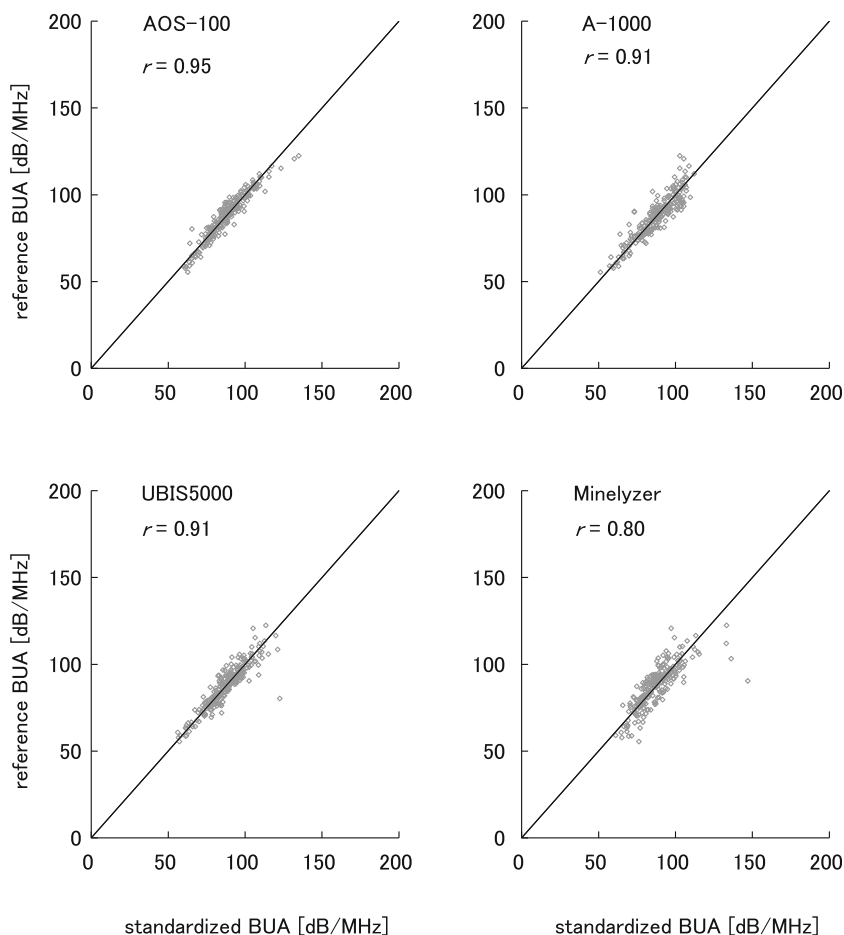 AOS-100
r = 0.95
200
150
100
50
0
0 50 100 150 200
reference BUA [dB/MHz]
A-1000
r = 0.91
200
150
100
50
0
0 50 100 150 200
UBIS5000
r = 0.91
200
150
100
50
0
0 50 100 150 200
reference BUA [dB/MHz]
standardized BUA [dB/MHz]
Minelyzer
r = 0.80
200
150
100
50
0
0 50 100 150 200
standardized BUA [dB/MHz]